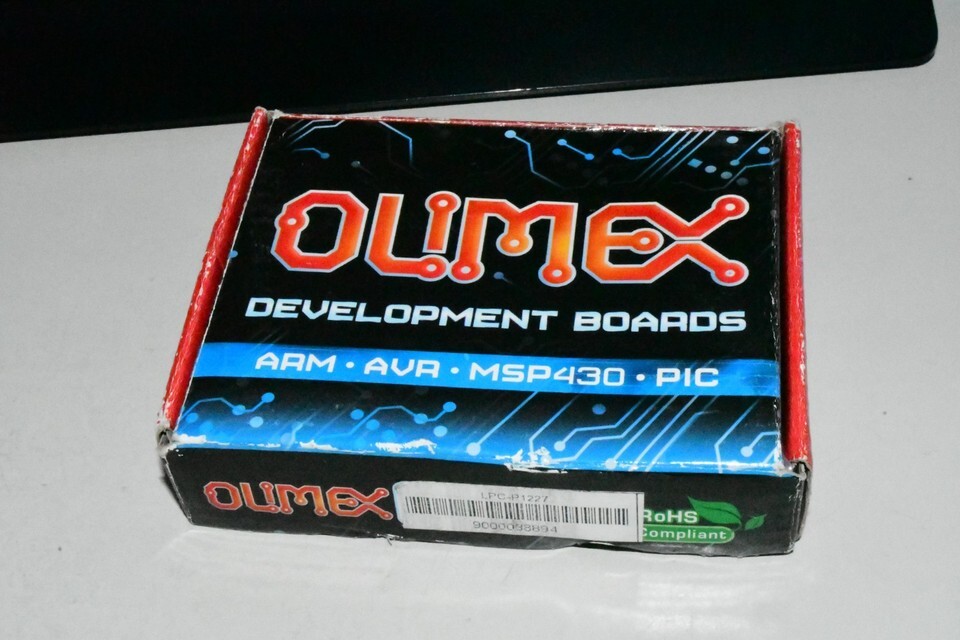 OLIMEX
DEVELOPMENT BOARDS
ARM · AVR · MSP430 · PIC
OLIMEX
LPC-P1227
9000038894
RoHS
Compliant